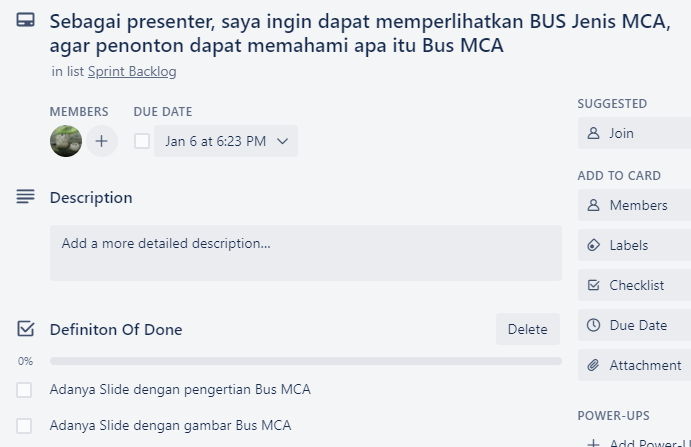 Sebagai presenter, saya ingin dapat memperlihatkan BUS Jenis MCA,
agar penonton dapat memahami apa itu Bus MCA
in list Sprint Backlog
MEMBERS
DUE DATE
Jan 6 at 6:23 PM
Description
Add a more detailed description...
Definiton Of Done
Delete
0%
Adanya Slide dengan pengertian Bus MCA
Adanya Slide dengan gambar Bus MCA
SUGGESTED
Join
ADD TO CARD
Members
Labels
Checklist
Due Date
Attachment
POWER-UPS
Add Power-U